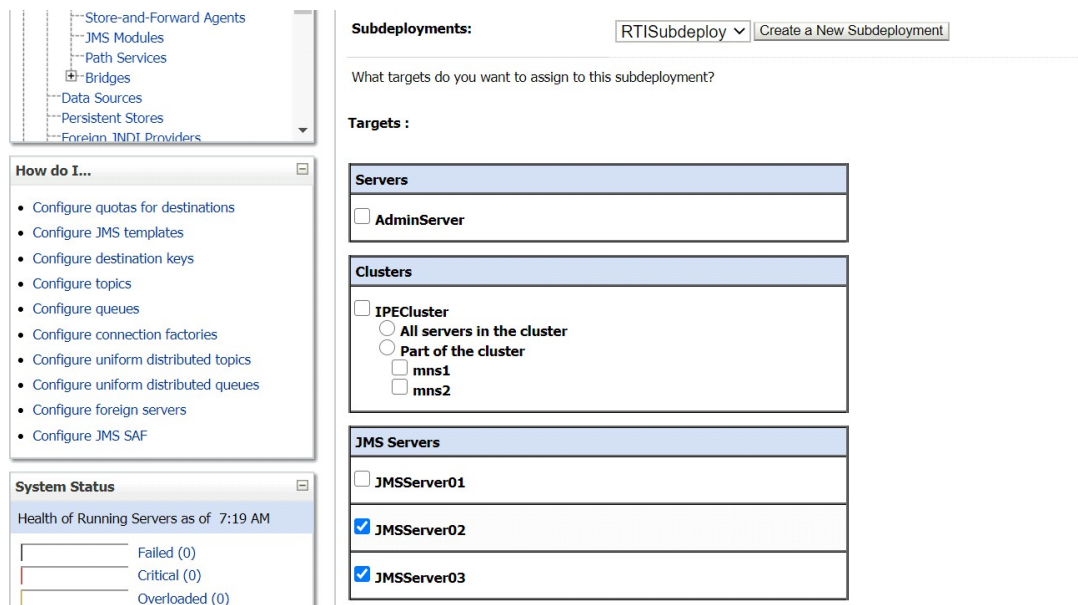 Store-and-Forward Agents
JMS Modules
Path Services
Bridges
Data Sources
Persistent Stores
Foreign JNDI Providers
How do I...
Configure quotas for destinations
Configure JMS templates
Configure destination keys
Configure topics
Configure queues
Configure connection factories
Configure uniform distributed topics
Configure uniform distributed queues
Configure foreign servers
Configure JMS SAF
System Status
Health of Running Servers as of 7:19 AM
Failed (0)
Critical (0)
Overloaded (0)
Subdeployments: RTISubdeploy Create a New Subdeployment
What targets do you want to assign to this subdeployment?
Targets :
Servers
AdminServer
Clusters
IPECluster
All servers in the cluster
Part of the cluster
mns1
mns2
JMS Servers
JMSServer01
JMSServer02
JMSServer03